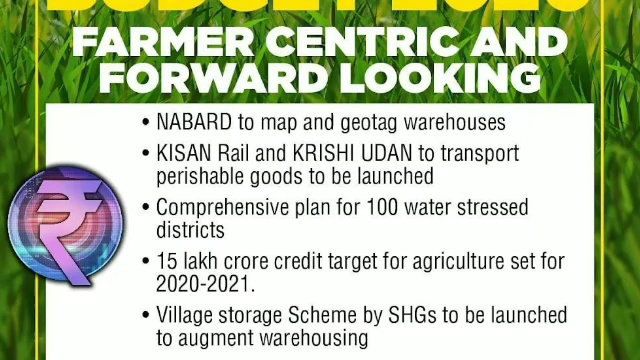 BUDGET 2020
FARMER CENTRIC AND
FORWARD LOOKING
• NABARD to map and geotag warehouses
• KISAN Rail and KRISHI UDAN to transport
perishable goods to be launched
• Comprehensive plan for 100 water stressed
districts
• 15 lakh crore credit target for agriculture set for
2020-2021.
• Village storage Scheme by SHGs to be launched
to augment warehousing